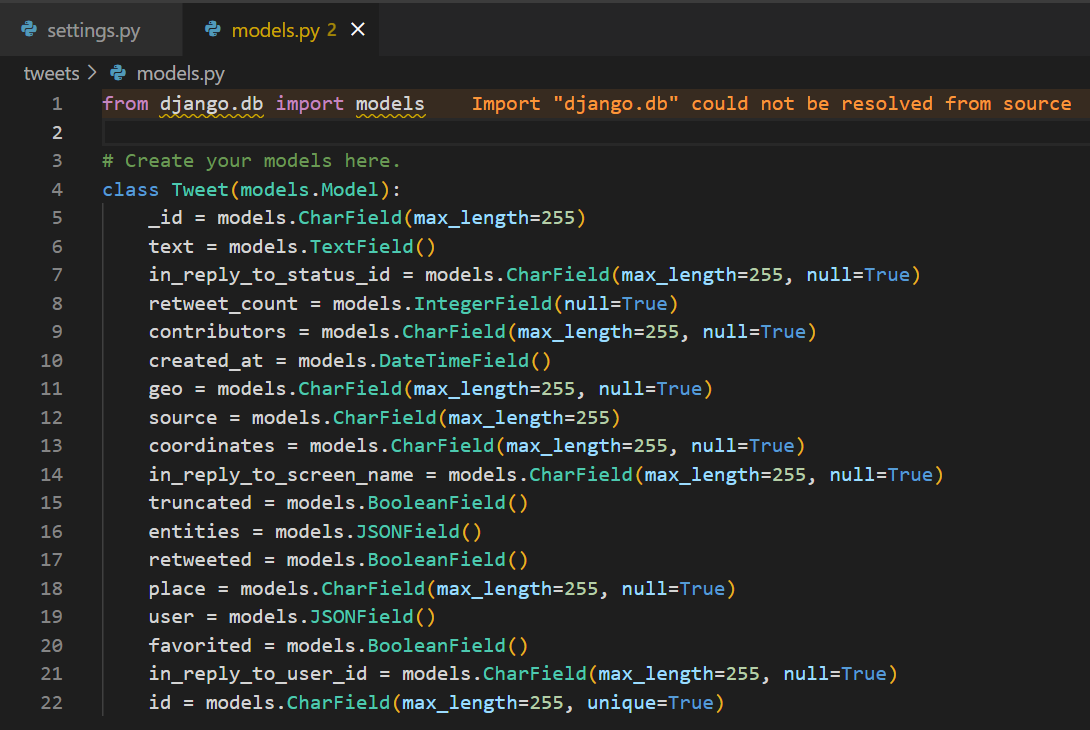 settings.py models.py 2
tweets > models.py
1 from django.db import models Import "django.db" could not be resolved from source
2
3 # Create your models here.
4 class Tweet(models.Model):
5 _id = models.CharField(max_length=255)
6 text = models.TextField()
7 in_reply_to_status_id = models.CharField(max_length=255, null=True)
8 retweet_count = models.IntegerField(null=True)
9 contributors = models.CharField(max_length=255, null=True)
10 created_at = models.DateTimeField()
11 geo = models.CharField(max_length=255, null=True)
12 source = models.CharField(max_length=255)
13 coordinates = models.CharField(max_length=255, null=True)
14 in_reply_to_screen_name = models.CharField(max_length=255, null=True)
15 truncated = models.BooleanField()
16 entities = models.JSONField()
17 retweeted = models.BooleanField()
18 place = models.CharField(max_length=255, null=True)
19 user = models.JSONField()
20 favorited = models.BooleanField()
21 in_reply_to_user_id = models.CharField(max_length=255, null=True)
22 id = models.CharField(max_length=255, unique=True)